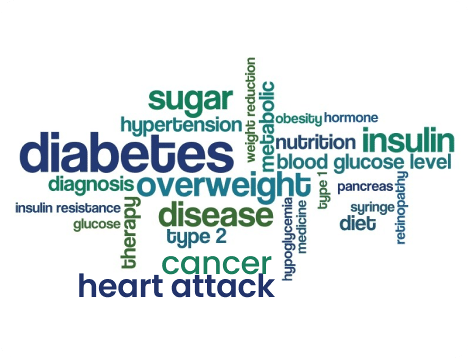 sugar
weight reduction
metabolic
obesity
hormone
hypertension
diabetes
nutrition
insulin
blood glucose level
diagnosis
overweight
type 1
pancreas
retinopathy
insulin resistance
disease
hypoglycemia
medicine
syringe
glucose
therapy
type 2
diet
cancer
heart attack